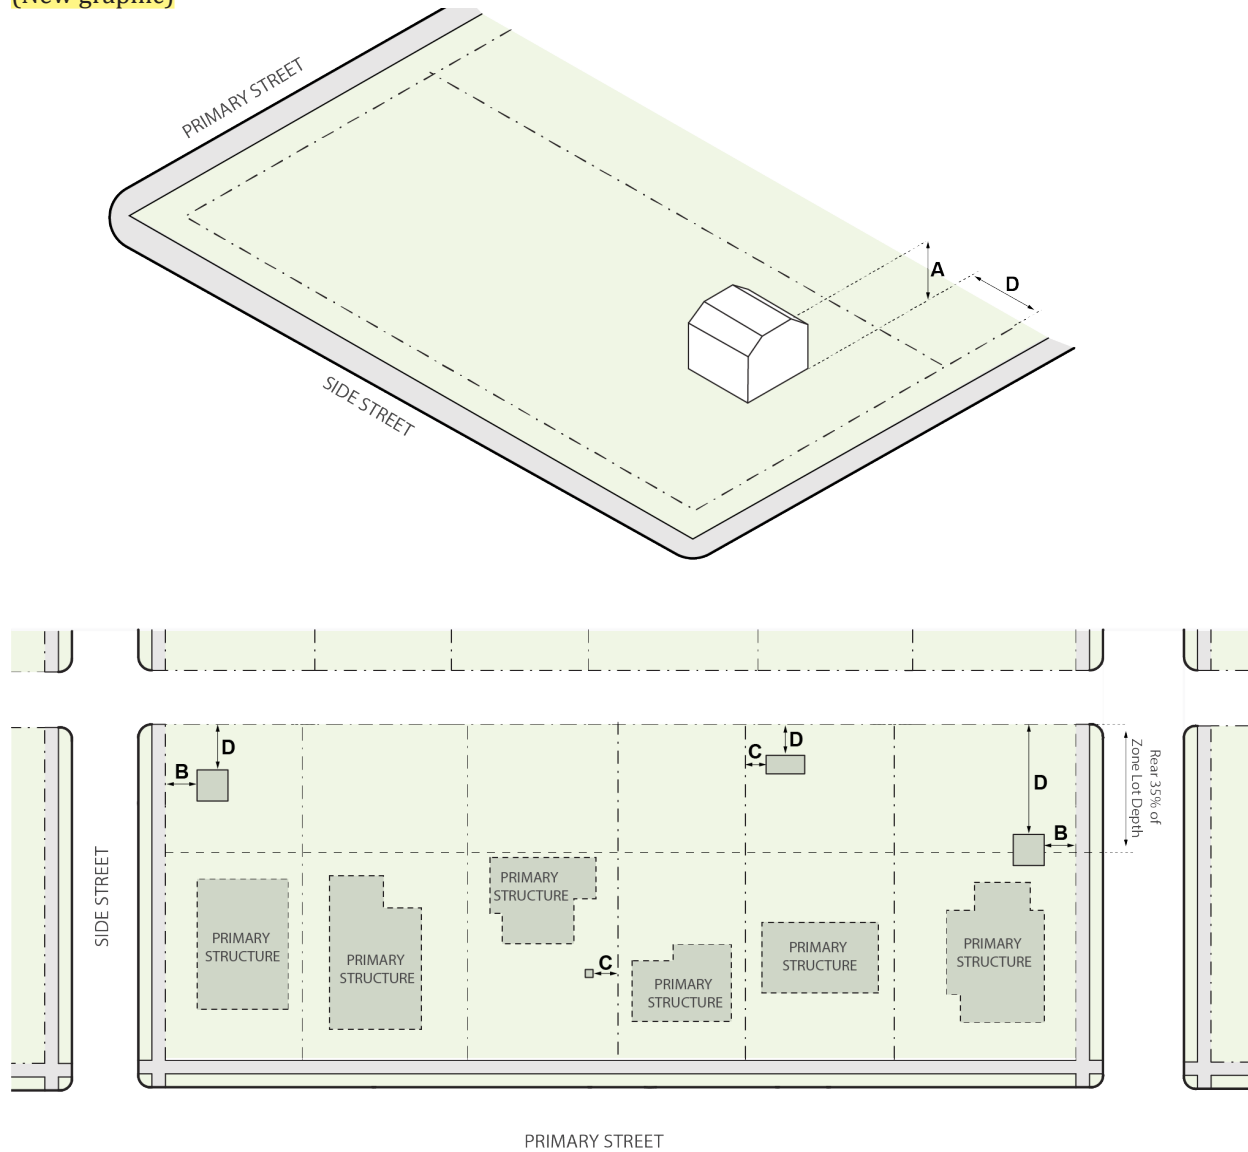 (New graphic)
PRIMARY STREET
A
D
SIDE STREET
D
B
C
D
D
B
Rear 35% of
Zone Lot Depth
SIDE STREET
PRIMARY
STRUCTURE
PRIMARY
STRUCTURE
PRIMARY
STRUCTURE
C
PRIMARY
STRUCTURE
PRIMARY
STRUCTURE
PRIMARY
STRUCTURE
PRIMARY STREET